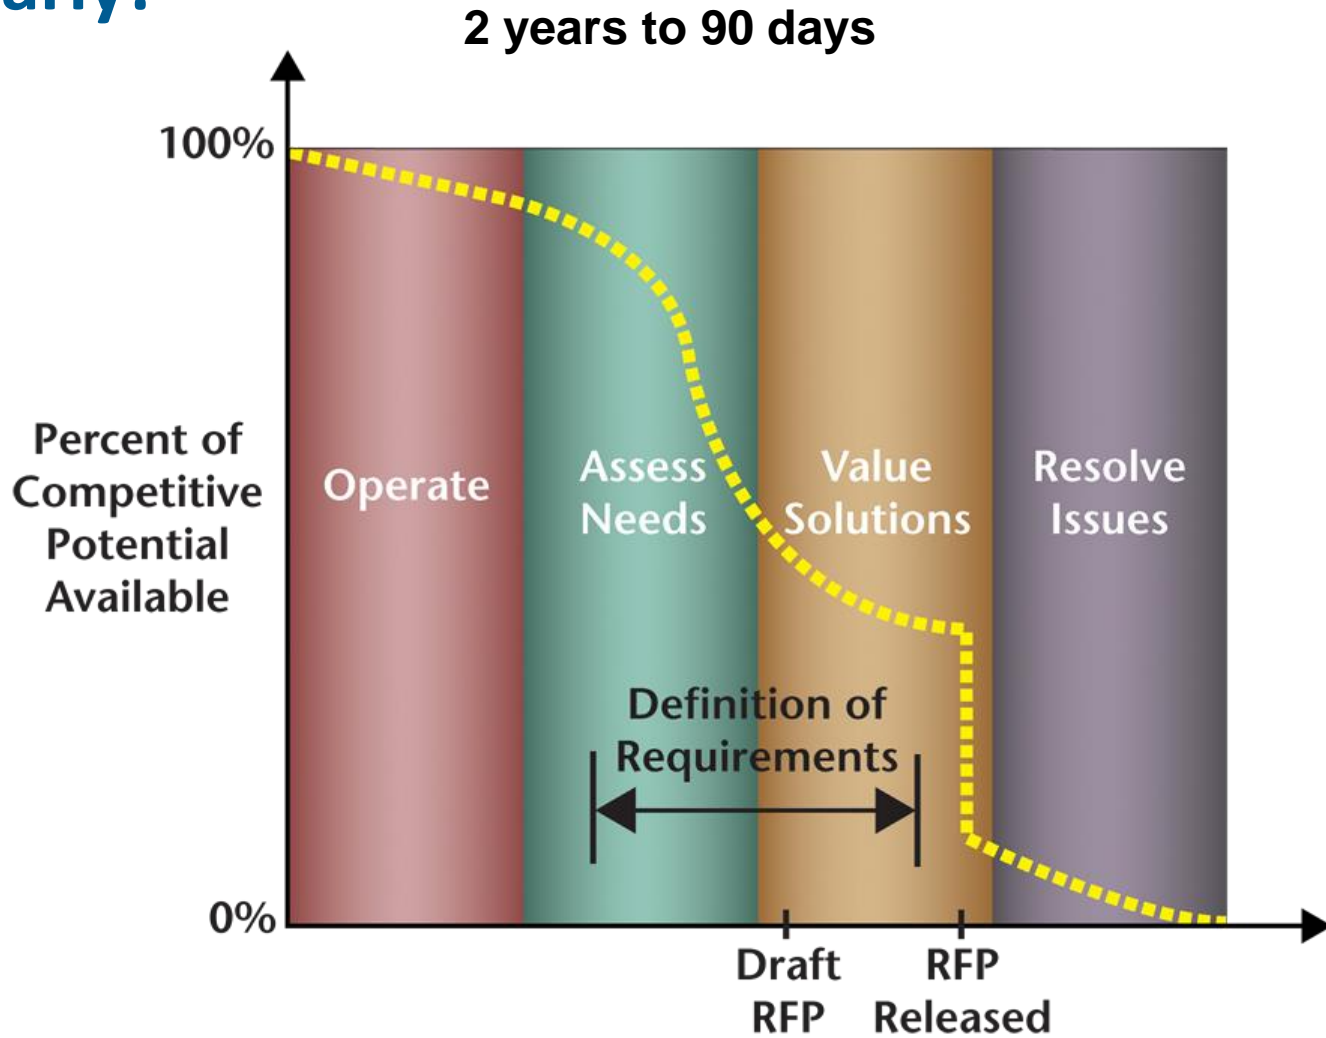 2 years to 90 days
100%
Percent of
Competitive
Potential
Available
Operate
Assess
Needs
Value
Solutions
Resolve
Issues
Definition of
Requirements
0%
Draft
RFP
RFP
Released